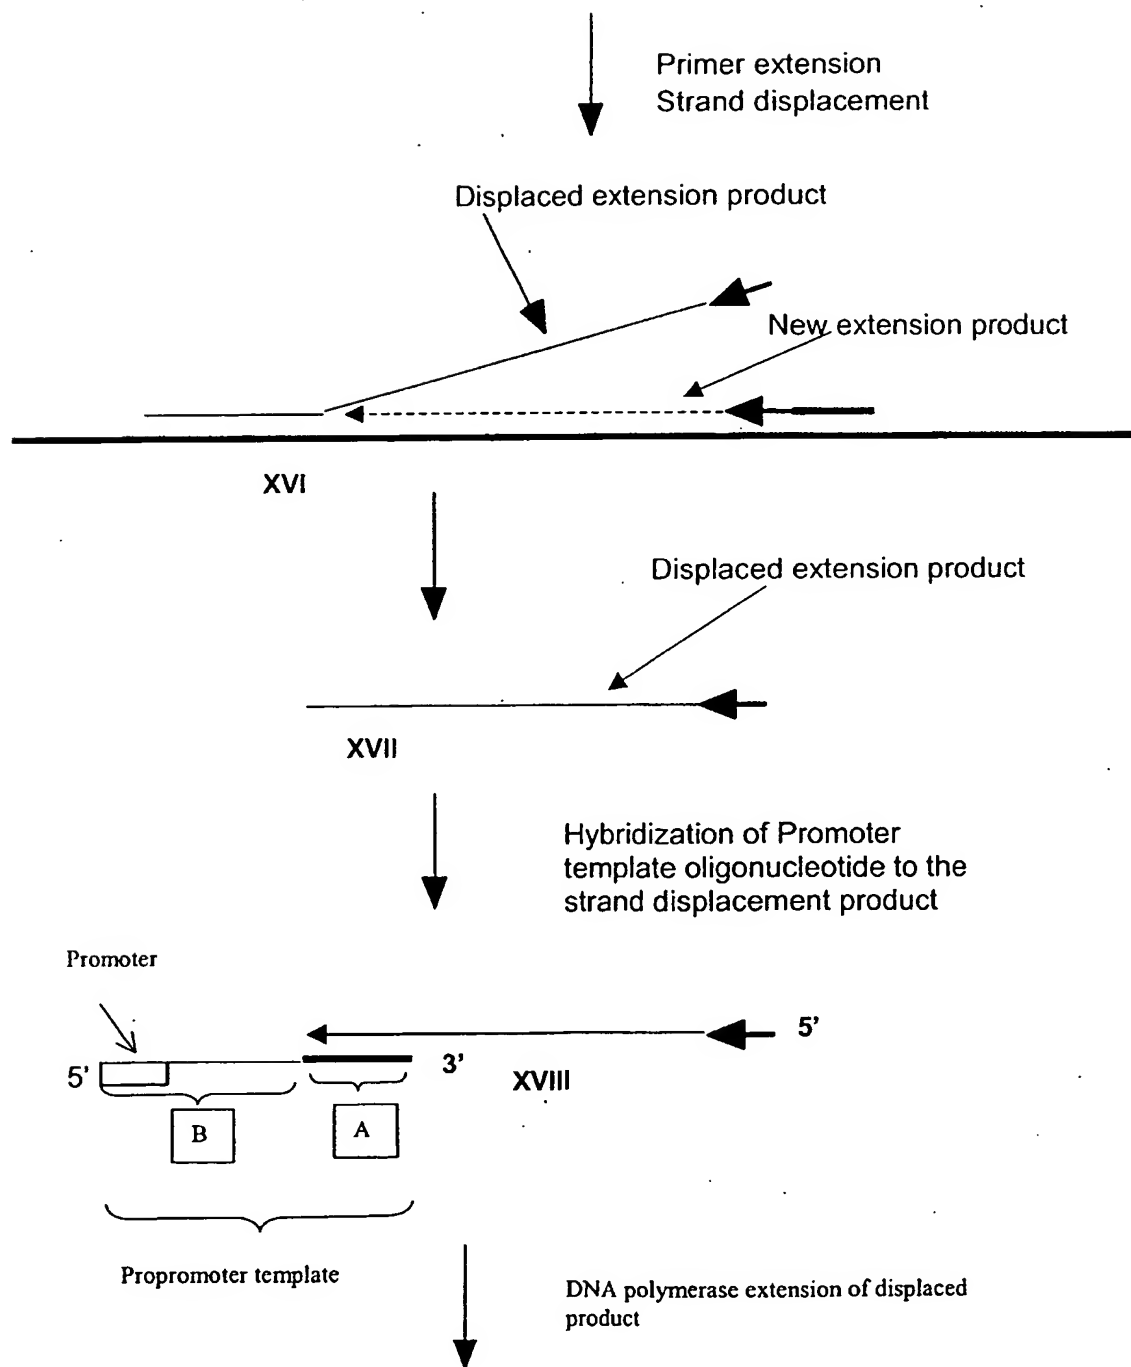 Primer extension
Strand displacement
Displaced extension product
New extension product
XVI
Displaced extension product
XVII
Hybridization of Promoter
template oligonucleotide to the
strand displacement product
Promoter
5'
5'
3'
XVIII
B
A
Propromoter template
DNA polymerase extension of displaced
product